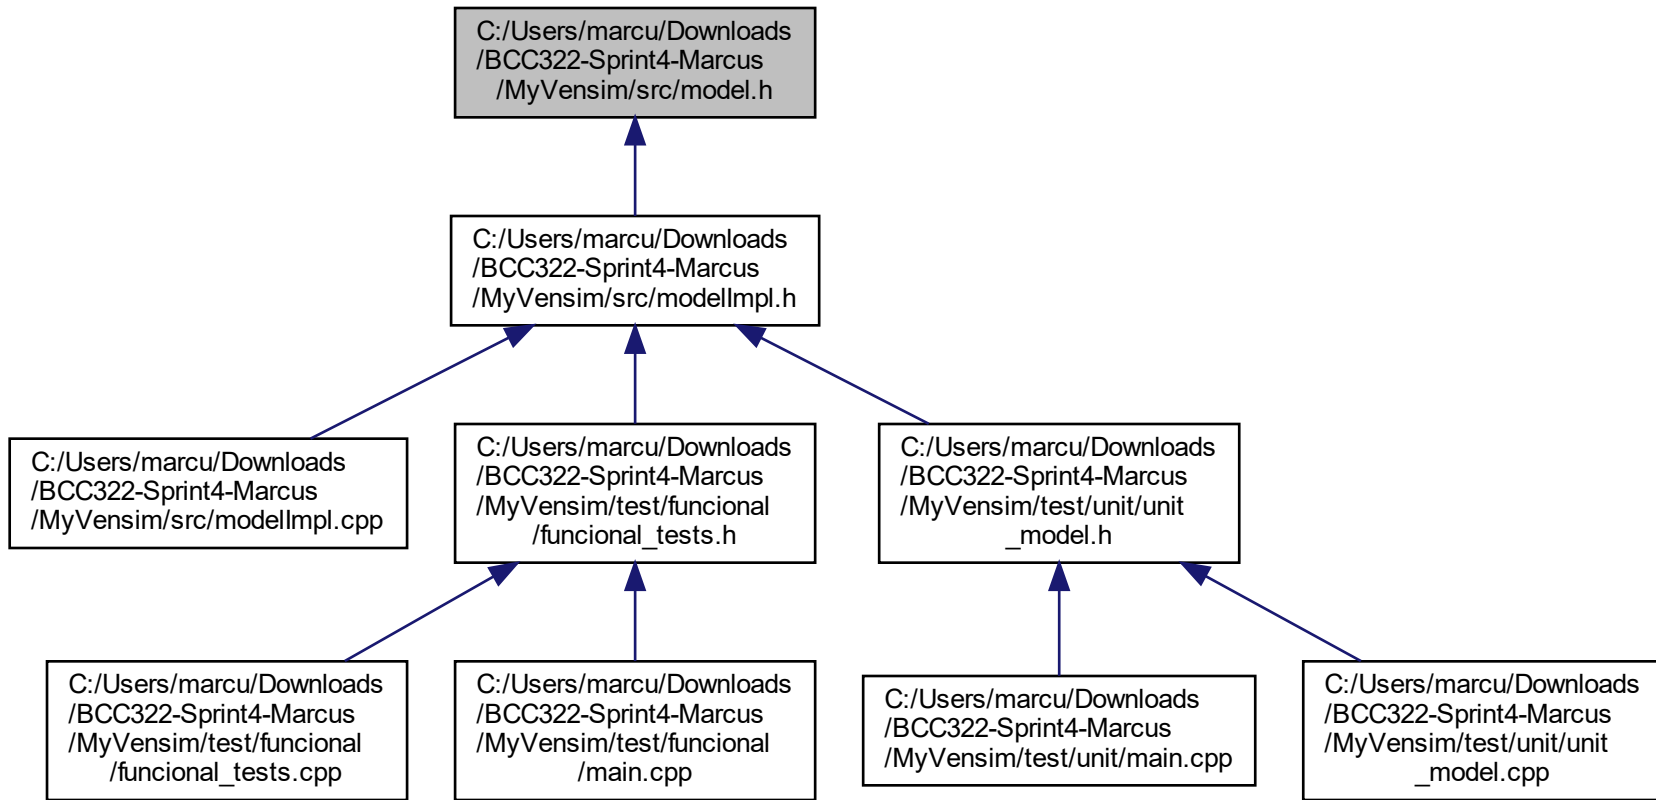 C:/Users/marcu/Downloads
/BCC322-Sprint4-Marcus
/MyVensim/src/model.h
C:/Users/marcu/Downloads
/BCC322-Sprint4-Marcus
/MyVensim/src/modelImpl.h
C:/Users/marcu/Downloads
/BCC322-Sprint4-Marcus
/MyVensim/src/modelImpl.cpp
C:/Users/marcu/Downloads
/BCC322-Sprint4-Marcus
/MyVensim/test/funcional
/funcional_tests.h
C:/Users/marcu/Downloads
/BCC322-Sprint4-Marcus
/MyVensim/test/unit/unit
_model.h
C:/Users/marcu/Downloads
/BCC322-Sprint4-Marcus
/MyVensim/test/funcional
/funcional_tests.cpp
C:/Users/marcu/Downloads
/BCC322-Sprint4-Marcus
/MyVensim/test/funcional
/main.cpp
C:/Users/marcu/Downloads
/BCC322-Sprint4-Marcus
/MyVensim/test/unit/main.cpp
C:/Users/marcu/Downloads
/BCC322-Sprint4-Marcus
/MyVensim/test/unit/unit
_model.cpp